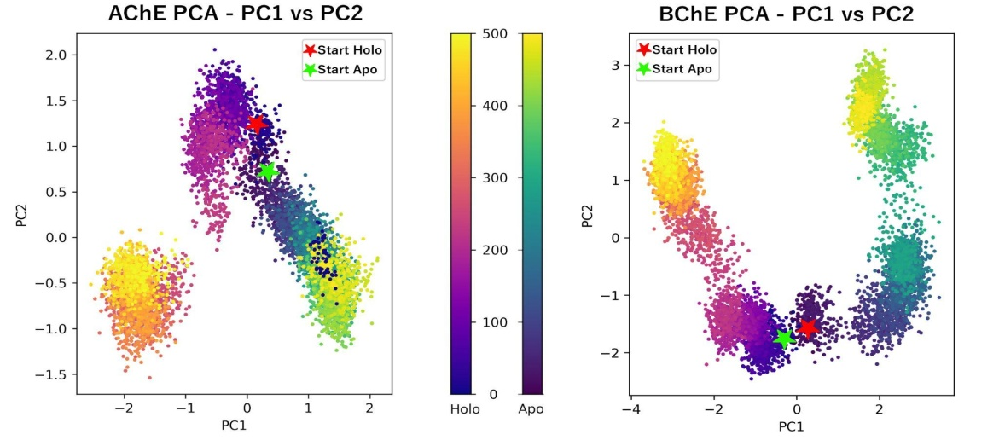 AChE PCA - PC1 vs PC2
Start Holo
Start Apo
2.0
1.5
1.0
0.5
0.0
−0.5
−1.0
−1.5
PC2
−2
−1
0
1
2
PC1
500
400
300
200
100
0
Holo
Apo
BChE PCA - PC1 vs PC2
Start Holo
Start Apo
3
2
1
0
−1
−2
PC2
−4
−2
0
2
PC1